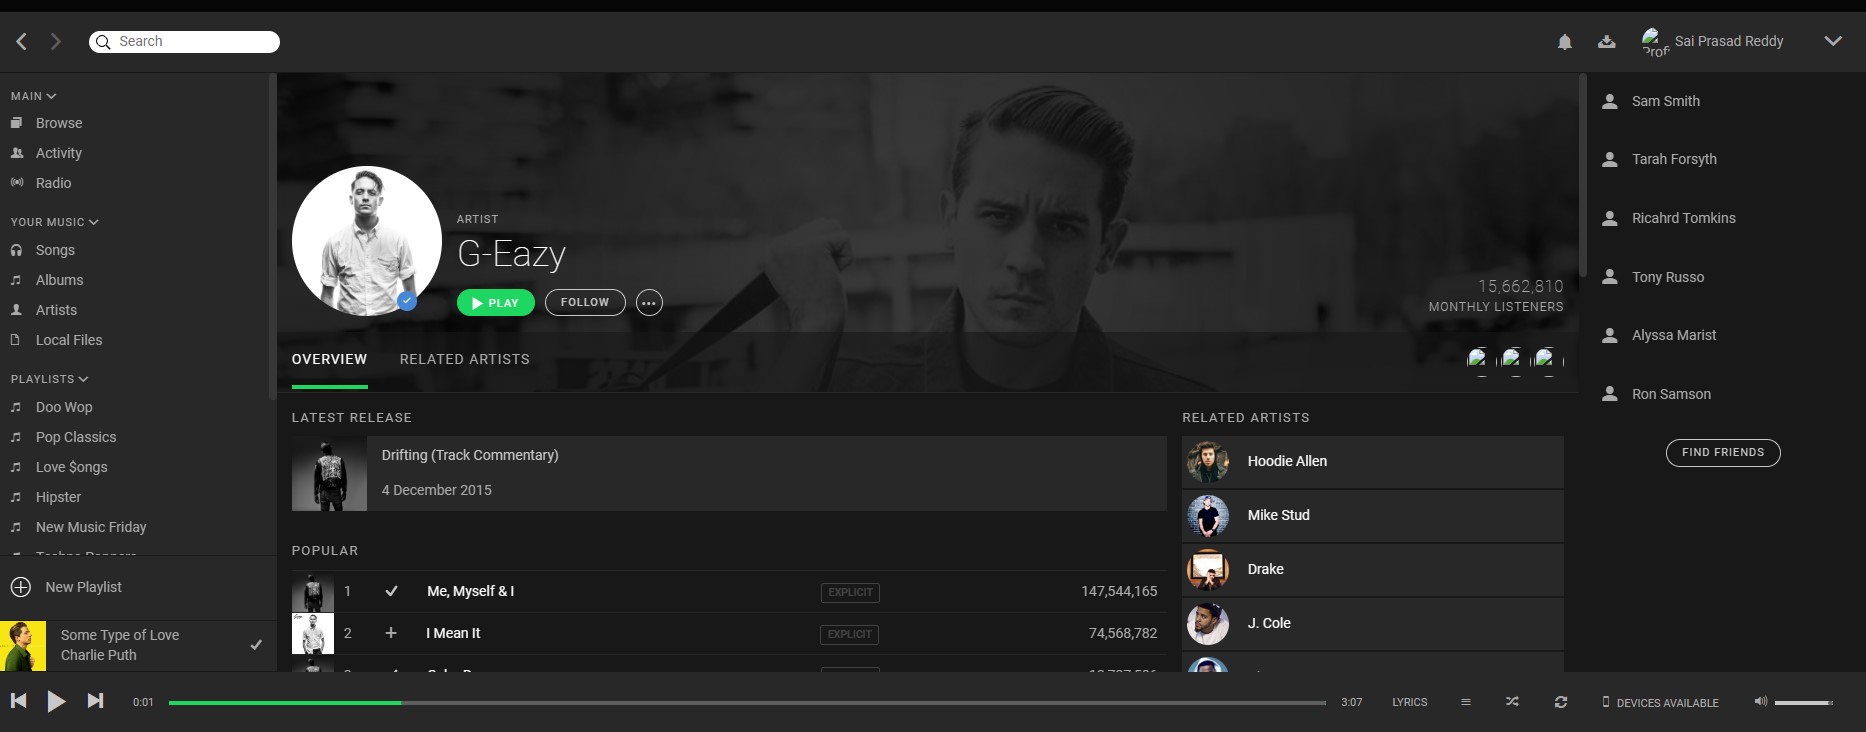 Search
Prof
Sai Prasad Reddy
MAIN
Browse
Activity
Radio
YOUR MUSIC
Songs
Albums
Artists
Local Files
PLAYLISTS
Doo Wop
Pop Classics
Love $ongs
Hipster
New Music Friday
New Playlist
Some Type of Love
Charlie Puth
ARTIST
G-Eazy
PLAY
FOLLOW
15,662,810
MONTHLY LISTENERS
OVERVIEW
RELATED ARTISTS
LATEST RELEASE
Drifting (Track Commentary)
4 December 2015
POPULAR
1 Me, Myself & I EXPLICIT 147,544,165
2 I Mean It EXPLICIT 74,568,782
RELATED ARTISTS
Hoodie Allen
Mike Stud
Drake
J. Cole
Sam Smith
Tarah Forsyth
Ricahrd Tomkins
Tony Russo
Alyssa Marist
Ron Samson
FIND FRIENDS
0:01
3:07
LYRICS
DEVICES AVAILABLE